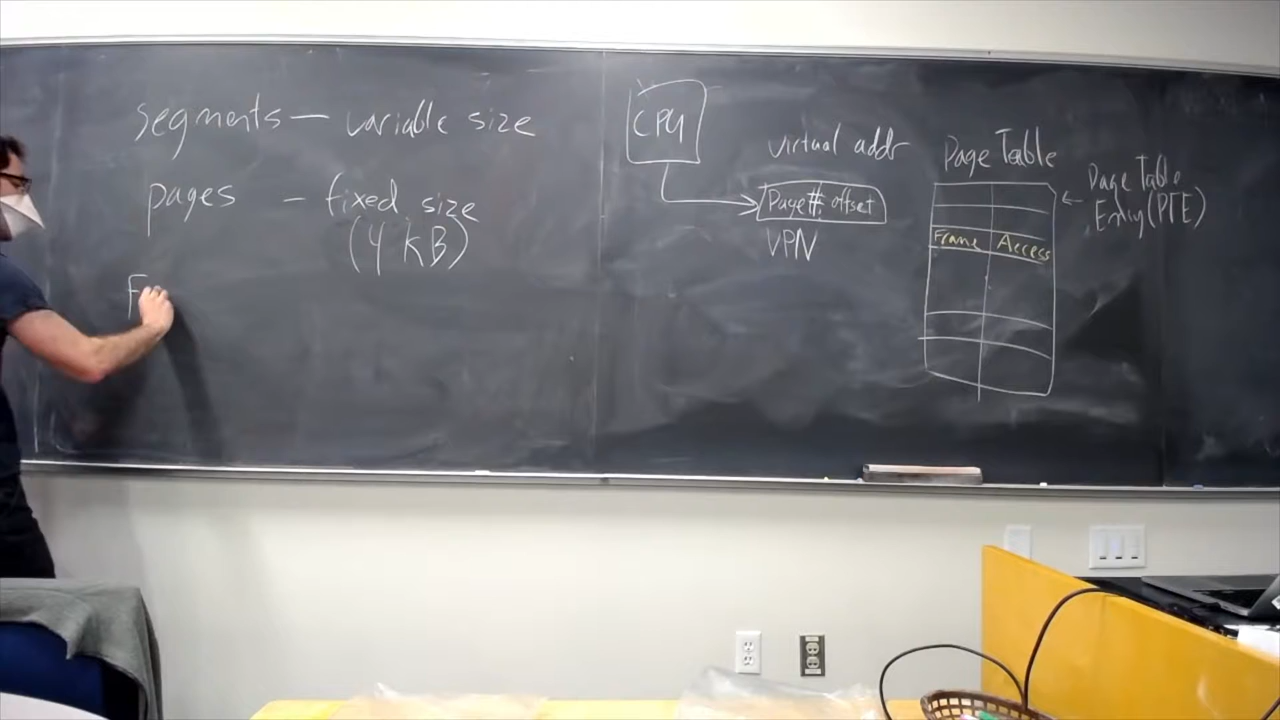 segments – variable size
pages – fixed size
(4 KB)
F
CPU
virtual addr
Page# offset
VPN
Page Table
Frame Access
Page Table
Entry (PTE)